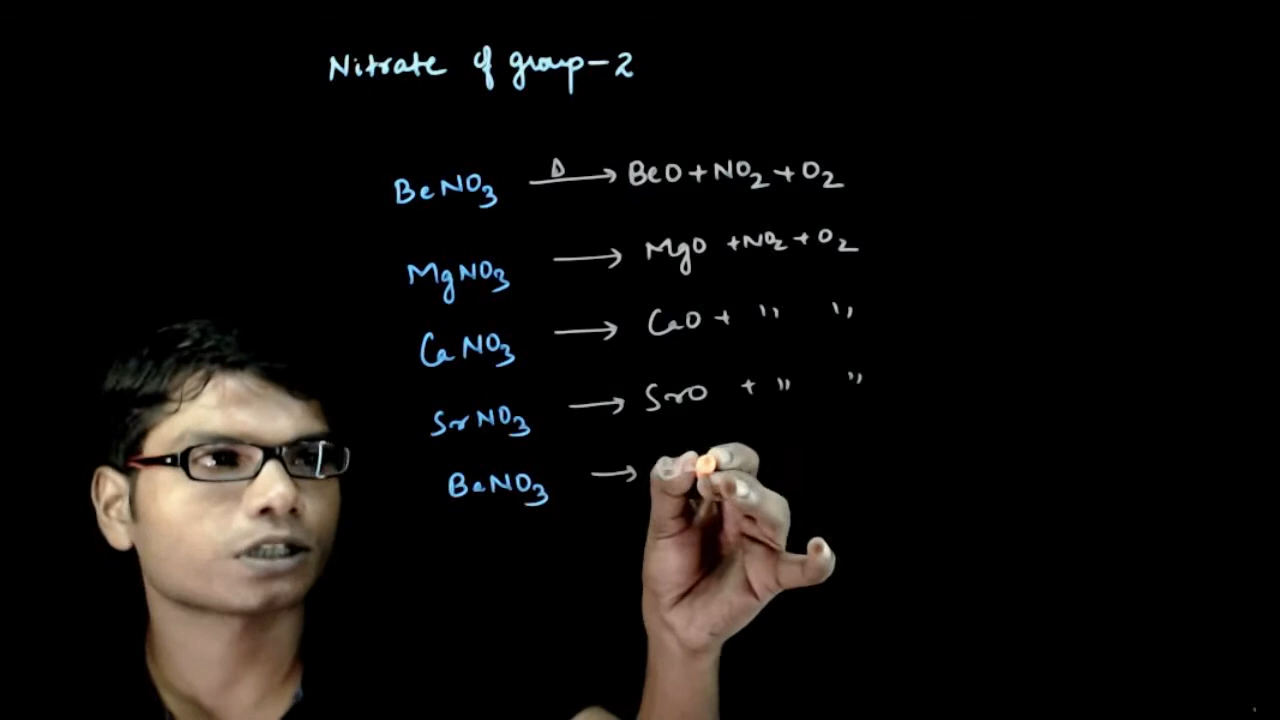 Nitrate of group-2
BeNO3 Δ→ BeO + NO2 + O2
MgNO3 → MgO + NO2 + O2
CaNO3 → CaO + " "
SrNO3 → SrO + " "
BaNO3 →